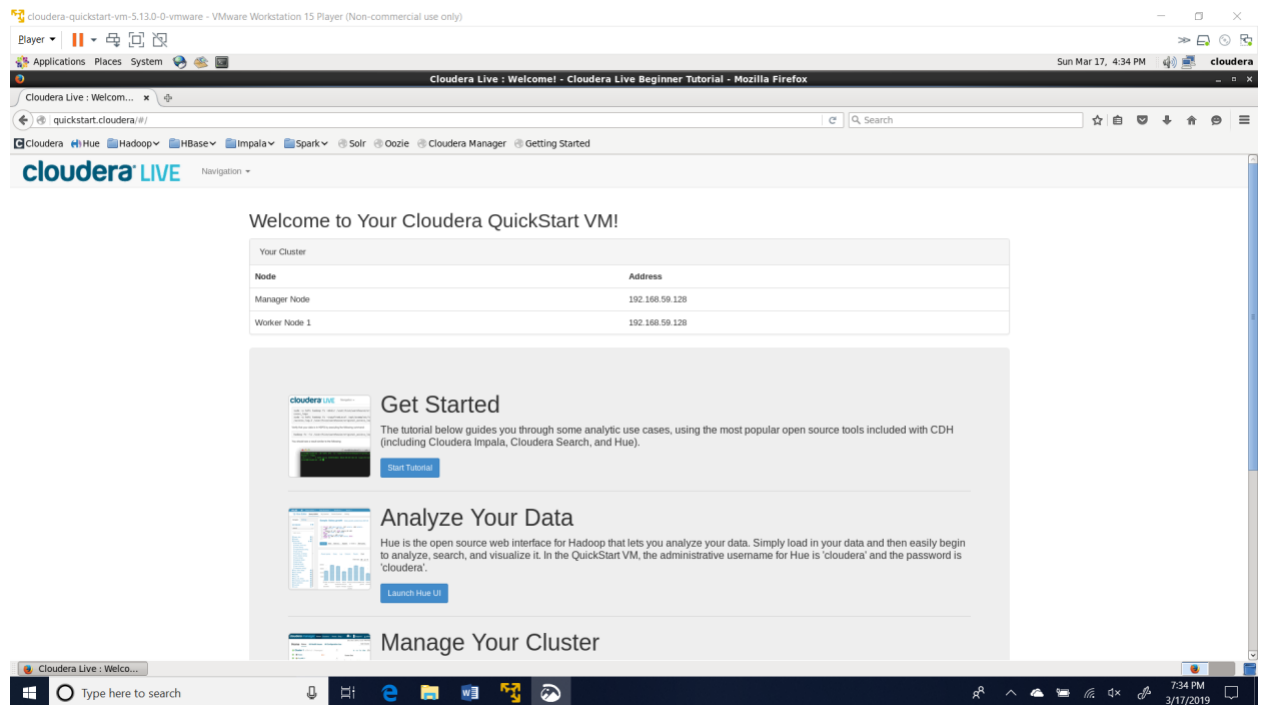 cloudera-quickstart-vm-5.13.0-0-vmware - VMware Workstation 15 Player (Non-commercial use only)
Player
Applications Places System Sun Mar 17, 4:34 PM cloudera
Cloudera Live : Welcome! - Cloudera Live Beginner Tutorial - Mozilla Firefox
Cloudera Live : Welcom...
quickstart.cloudera/#/ Search
Cloudera Hue Hadoop HBase Impala Spark Solr Oozie Cloudera Manager Getting Started
cloudera LIVE Navigation
Welcome to Your Cloudera QuickStart VM!
Your Cluster
Node Address
Manager Node 192.168.59.128
Worker Node 1 192.168.59.128
cloudera LIVE
Get Started
The tutorial below guides you through some analytic use cases, using the most popular open source tools included with CDH
(including Cloudera Impala, Cloudera Search, and Hue).
Start Tutorial
Analyze Your Data
Hue is the open source web interface for Hadoop that lets you analyze your data. Simply load in your data and then easily begin
to analyze, search, and visualize it. In the QuickStart VM, the administrative username for Hue is 'cloudera' and the password is
'cloudera'.
Launch Hue UI
Manage Your Cluster
Cloudera Live : Welco...
Type here to search
7:34 PM
3/17/2019